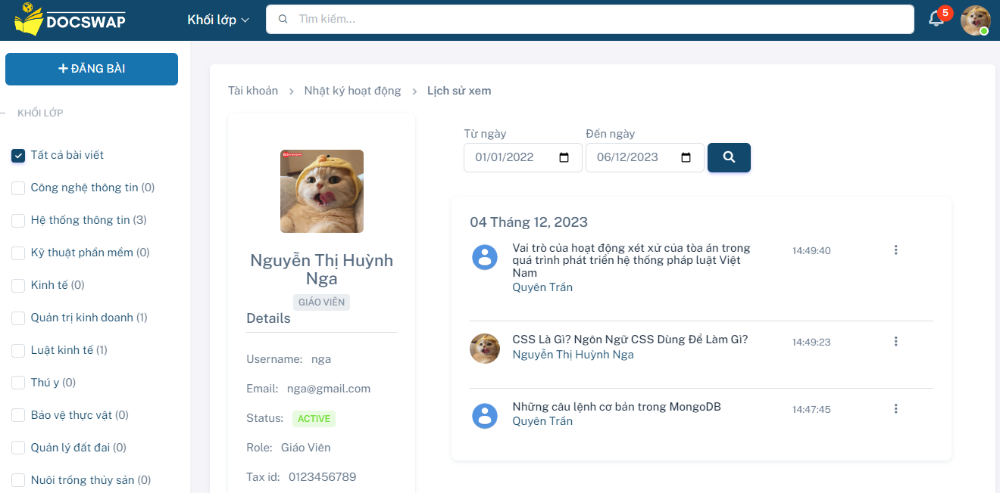 DOCSWAP
Khối lớp
Tìm kiếm...
5
ĐĂNG BÀI
KHỐI LỚP
Tất cả bài viết
Công nghệ thông tin (0)
Hệ thống thông tin (3)
Kỹ thuật phần mềm (0)
Kinh tế (0)
Quản trị kinh doanh (1)
Luật kinh tế (1)
Thú y (0)
Bảo vệ thực vật (0)
Quản lý đất đai (0)
Nuôi trồng thủy sản (0)
Tài khoản > Nhật ký hoạt động > Lịch sử xem
Nguyễn Thị Huỳnh
Nga
GIÁO VIÊN
Details
Username: nga
Email: nga@gmail.com
Status: ACTIVE
Role: Giáo Viên
Tax id: 0123456789
Từ ngày
Đến ngày
01/01/2022
06/12/2023
04 Tháng 12, 2023
Vai trò của hoạt động xét xử của tòa án trong
quá trình phát triển hệ thống pháp luật Việt
Nam
Quyên Trần
14:49:40
CSS Là Gì? Ngôn Ngữ CSS Dùng Để Làm Gì?
Nguyễn Thị Huỳnh Nga
14:49:23
Những câu lệnh cơ bản trong MongoDB
Quyên Trần
14:47:45